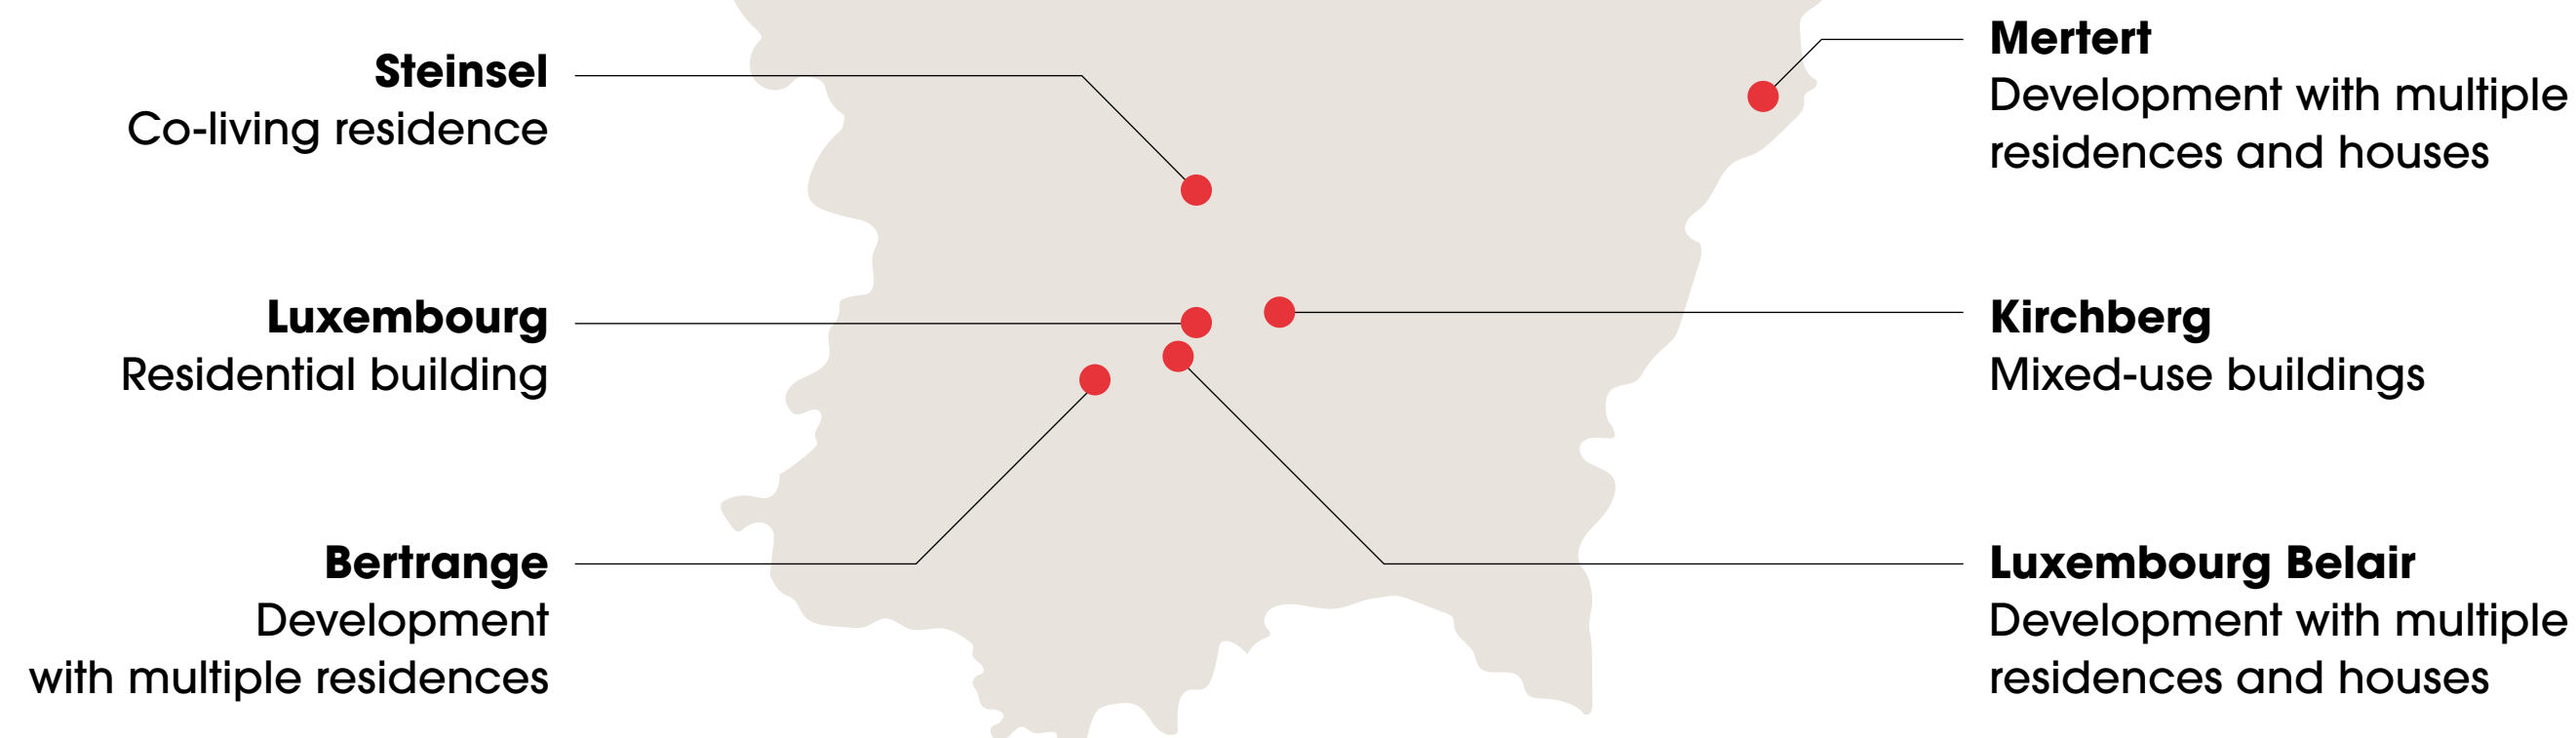 Steinsel
Co-living residence
Luxembourg
Residential building
Bertrange
Development
with multiple residences
Mertert
Development with multiple
residences and houses
Kirchberg
Mixed-use buildings
Luxembourg Belair
Development with multiple
residences and houses